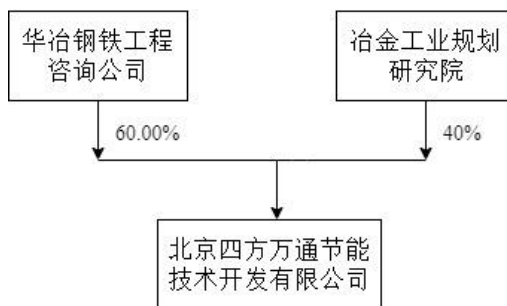 华冶钢铁工程
咨询公司
冶金工业规划
研究院
60.00%
40%
北京四方万通节能
技术开发有限公司